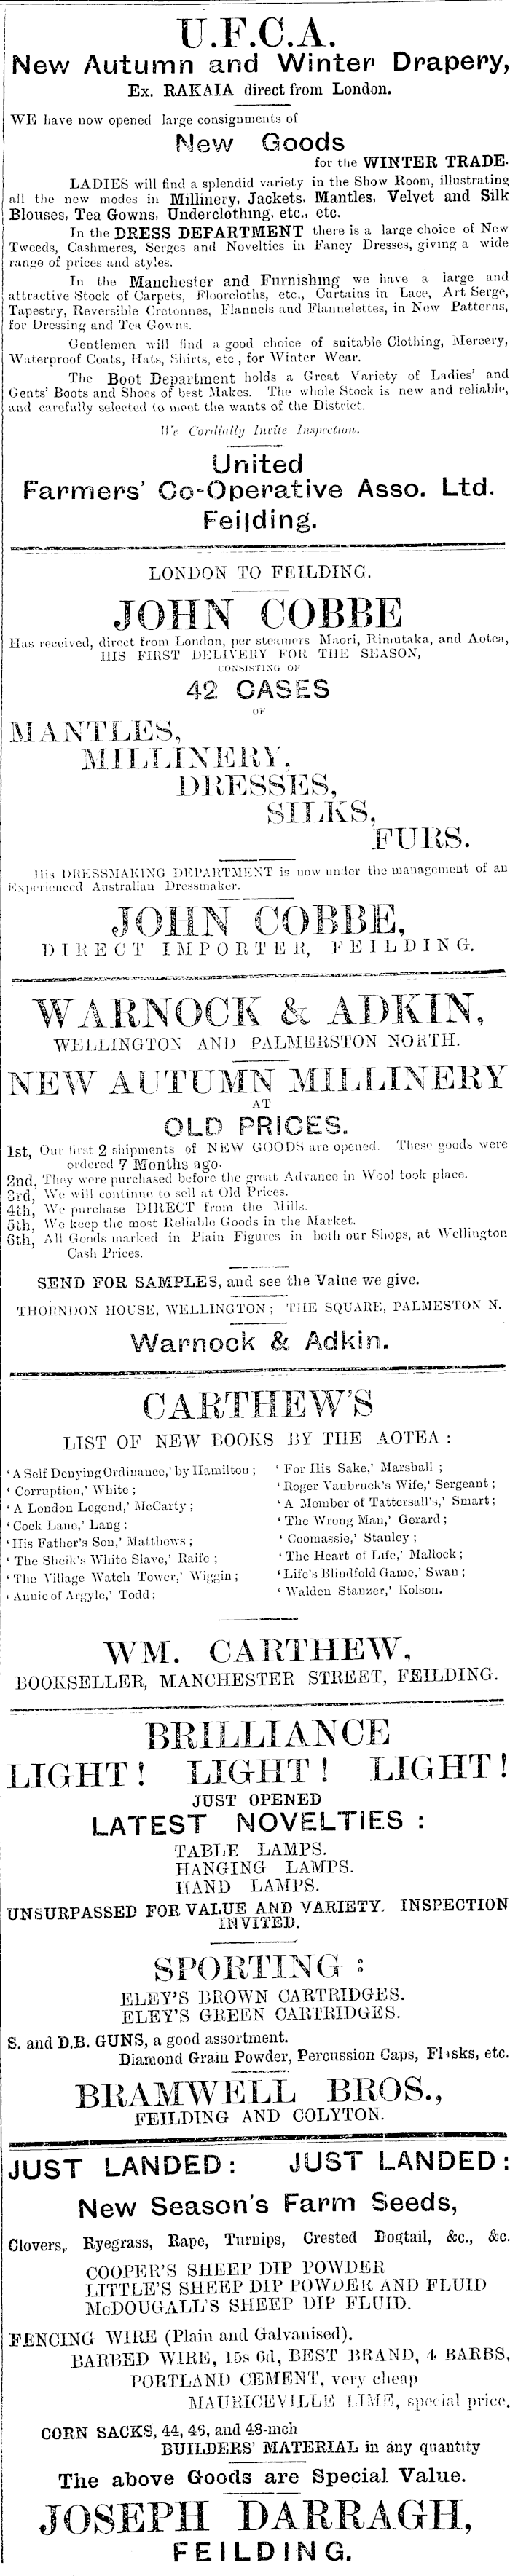 U.F.C.A.
New Autumn and Winter Drapery,
Ex. RAKAIA direct from London.
WE have now opened large consignments of
New Goods
for the WINTER TRADE.
LADIES will find a splendid variety in the Show Room, illustrating
all the new modes in Millinery, Jackets, Mantles, Velvet and Silk
Blouses, Tea Gowns, Underclothing, etc., etc.
In the DRESS DEPARTMENT there is a large choice of New
Tweeds, Cashmeres, Serges and Novelties in Fancy Dresses, giving a wide
range of prices and styles.
In the Manchester and Furnishing we have a large and
attractive Stock of Carpets, Floorcloths, etc., Curtains in Lace, Art Serge,
Tapestry, Reversible Cretonnes, Flannels and Flannelettes, in New Patterns,
for Dressing and Tea Gowns.
Gentlemen will find a good choice of suitable Clothing, Mercery,
Waterproof Coats, Hats, Shirts, etc , for Winter Wear.
The Boot Department holds a Great Variety of Ladies' and
Gents' Boots and Shoes of best Makes. The whole Stock is new and reliable,
and carefully selected to meet the wants of the District.
We Cordially Invite Inspection.
United
Farmers' Co-Operative Asso. Ltd.
Feilding.
LONDON TO FEILDING.
JOHN COBBE
Has received, direct from London, per steamers Maori, Rimutaka, and Aotea,
HIS FIRST DELIVERY FOR THE SEASON,
CONSISTING OF
42 CASES
OF
MANTLES,
MILLINERY,
DRESSES,
SILKS,
FURS.
His DRESSMAKING DEPARTMENT is now under the management of an
Experienced Australian Dressmaker.
JOHN COBBE,
DIRECT IMPORTER, FEILDING.
WARNOCK & ADKIN,
WELLINGTON AND PALMERSTON NORTH.
NEW AUTUMN MILLINERY
AT
OLD PRICES.
1st, Our first 2 shipments of NEW GOODS are opened. These goods were
ordered 7 Months ago.
2nd, They were purchased before the great Advance in Wool took place.
3rd, We will continue to sell at Old Prices.
4th, We purchase DIRECT from the Mills.
5th, We keep the most Reliable Goods in the Market.
6th, All Goods marked in Plain Figures in both our Shops, at Wellington
Cash Prices.
SEND FOR SAMPLES, and see the Value we give.
THORNDON HOUSE, WELLINGTON ; THE SQUARE, PALMESTON N.
Warnock & Adkin.
CARTHEW'S
LIST OF NEW BOOKS BY THE AOTEA :
'A Self Denying Ordinance,' by Hamilton ;
' Corruption,' White ;
' A London Legend,' McCarty ;
' Cock Lane,' Lang ;
'His Father's Son,' Matthews ;
' The Sheik's White Slave,' Raife ;
' The Village Watch Tower,' Wiggin ;
' Annie of Argyle,' Todd ;
' For His Sake,' Marshall ;
' Roger Vanbruck's Wife,' Sergeant ;
' A Member of Tattersall's,' Smart ;
' The Wrong Man,' Gerard ;
' Coomassie,' Stanley ;
' The Heart of Life,' Mallock ;
' Life's Blindfold Game,' Swan ;
' Walden Stanzer,' Kolson.
WM. CARTHEW,
BOOKSELLER, MANCHESTER STREET, FEILDING.
BRILLIANCE
LIGHT ! LIGHT ! LIGHT !
JUST OPENED
LATEST NOVELTIES :
TABLE LAMPS.
HANGING LAMPS.
HAND LAMPS.
UNSURPASSED FOR VALUE AND VARIETY. INSPECTION
INVITED.
SPORTING :
ELEY'S BROWN CARTRIDGES.
ELEY'S GREEN CARTRIDGES.
S. and D.B. GUNS, a good assortment.
Diamond Grain Powder, Percussion Caps, Flasks, etc.
BRAMWELL BROS.,
FEILDING AND COLYTON.
JUST LANDED : JUST LANDED :
New Season's Farm Seeds,
Clovers, Ryegrass, Rape, Turnips, Crested Dogtail, &c., &c.
COOPER'S SHEEP DIP POWDER
LITTLE'S SHEEP DIP POWDER AND FLUID
McDOUGALL'S SHEEP DIP FLUID.
FENCING WIRE (Plain and Galvanised).
BARBED WIRE, 15s 6d, BEST BRAND, 4 BARBS,
PORTLAND CEMENT, very cheap
MAURICEVILLE LIME, special price.
CORN SACKS, 44, 46, and 48-inch
BUILDERS' MATERIAL in any quantity
The above Goods are Special Value.
JOSEPH DARRAGH,
FEILDING.